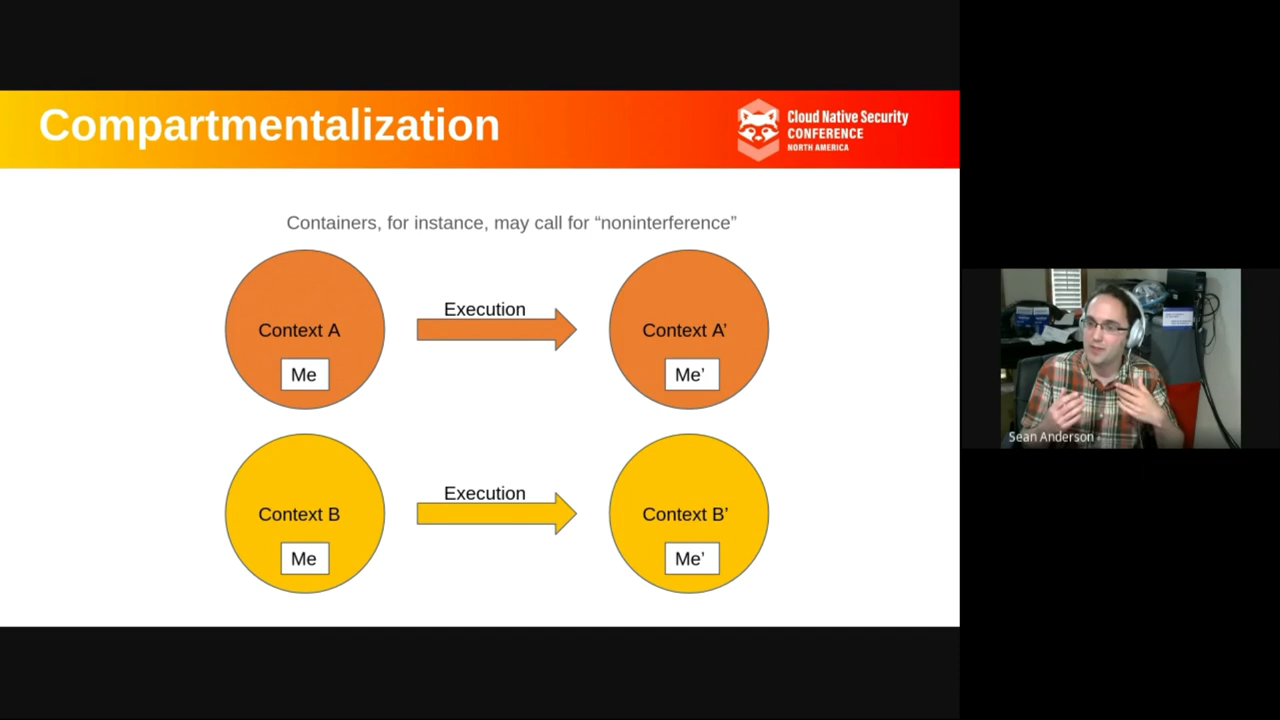 Compartmentalization
Cloud Native Security
CONFERENCE
NORTH AMERICA
Containers, for instance, may call for “noninterference”
Execution
Context A
Context A’
Me
Me’
Execution
Context B
Context B’
Me
Me’
Sean Anderson